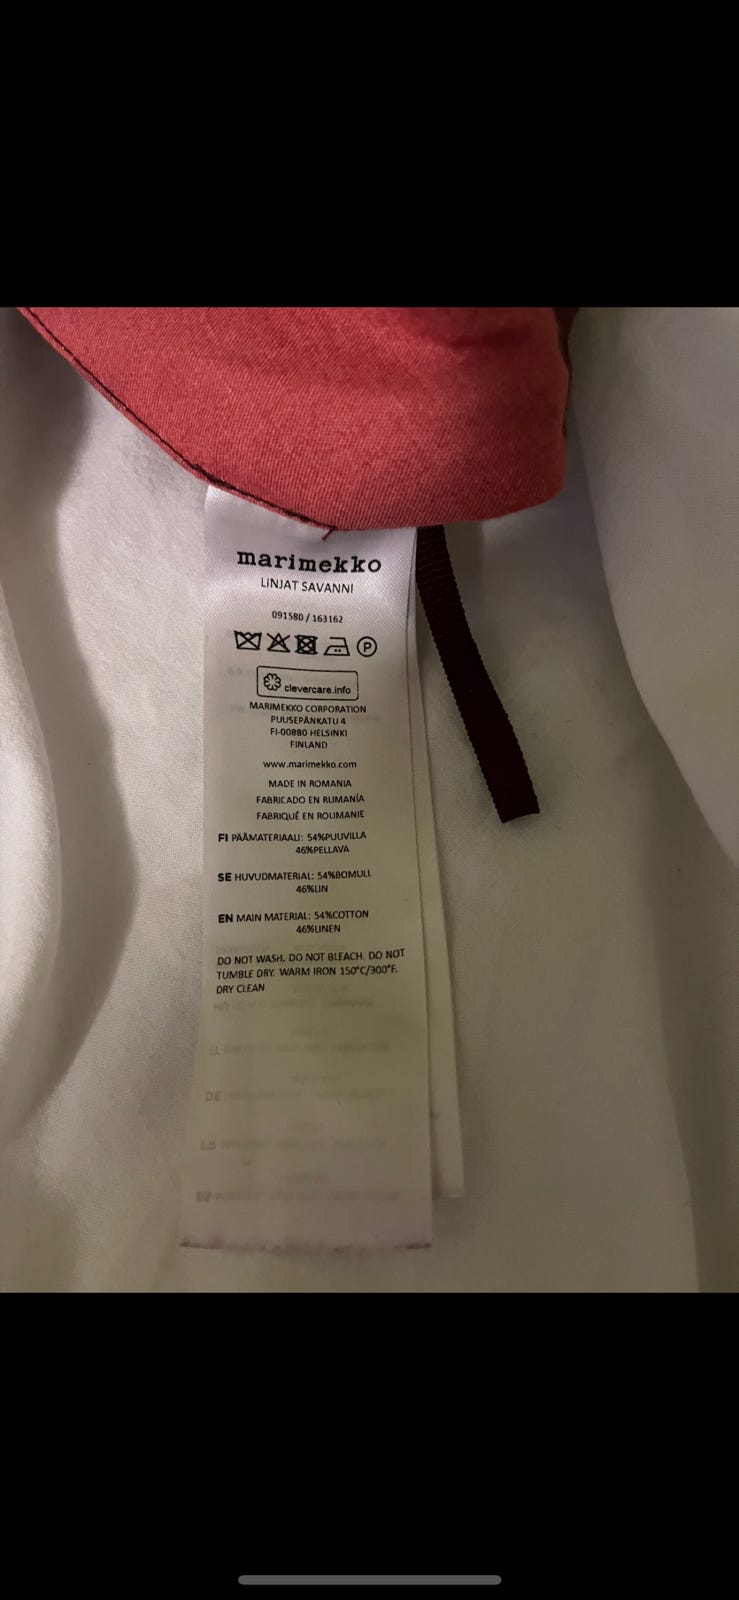 marimekko
LINJAT SAVANNI
091580 / 163162
P
clevercare.info
MARIMEKKO CORPORATION
PUUSEPÄNKATU 4
FI-00880 HELSINKI
FINLAND
www.marimekko.com
MADE IN ROMANIA
FABRICADO EN RUMANÍA
FABRIQUÉ EN ROUMANIE
FI PÄÄMATERIAALI: 54%PUUVILLA
46%PELLAVA
SE HUVUDMATERIAL: 54%BOMULL
46%LIN
EN MAIN MATERIAL: 54%COTTON
46%LINEN
DO NOT WASH. DO NOT BLEACH. DO NOT
TUMBLE DRY. WARM IRON 150°C/300°F.
DRY CLEAN